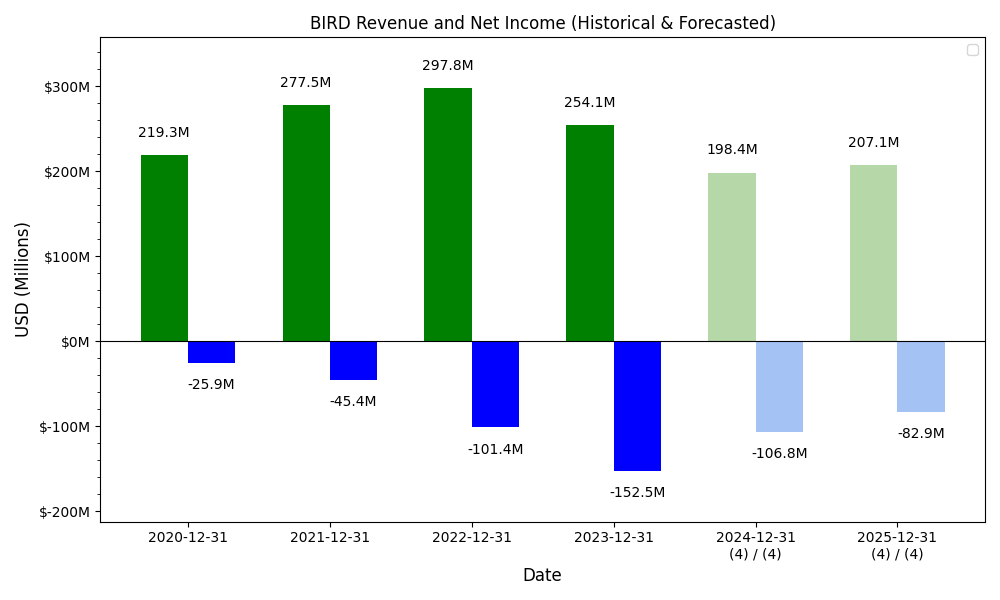 BIRD Revenue and Net Income (Historical & Forecasted)
USD (Millions)
$300M
$200M
$100M
$0M
$-100M
$-200M
219.3M
277.5M
297.8M
254.1M
198.4M
207.1M
-25.9M
-45.4M
-101.4M
-152.5M
-106.8M
-82.9M
2020-12-31
2021-12-31
2022-12-31
2023-12-31
2024-12-31
(4) / (4)
2025-12-31
(4) / (4)
Date